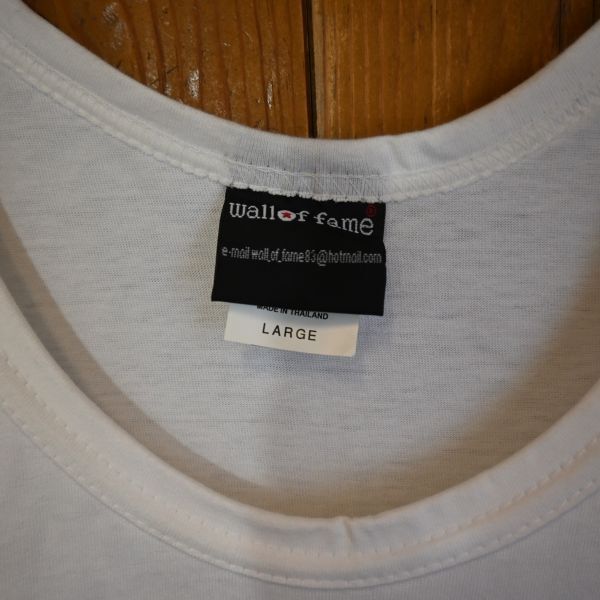 wall of fame ®
e-mail wall_of_fame83@hotmail.com
MADE IN THAILAND
LARGE